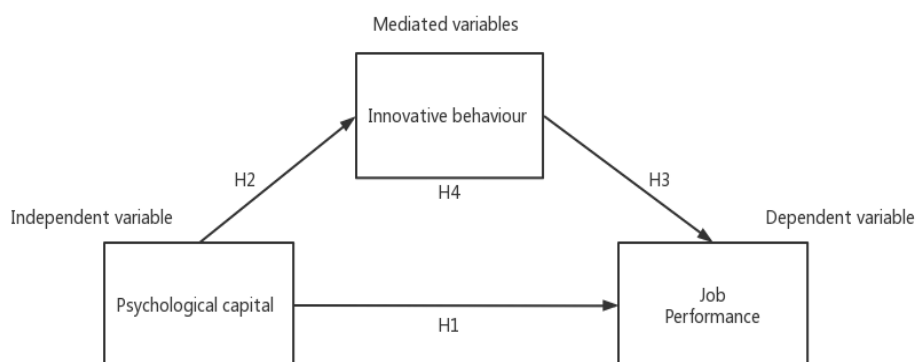 Mediated variables
Innovative behaviour
H2
H4
H3
Independent variable
Dependent variable
Psychological capital
H1
Job
Performance